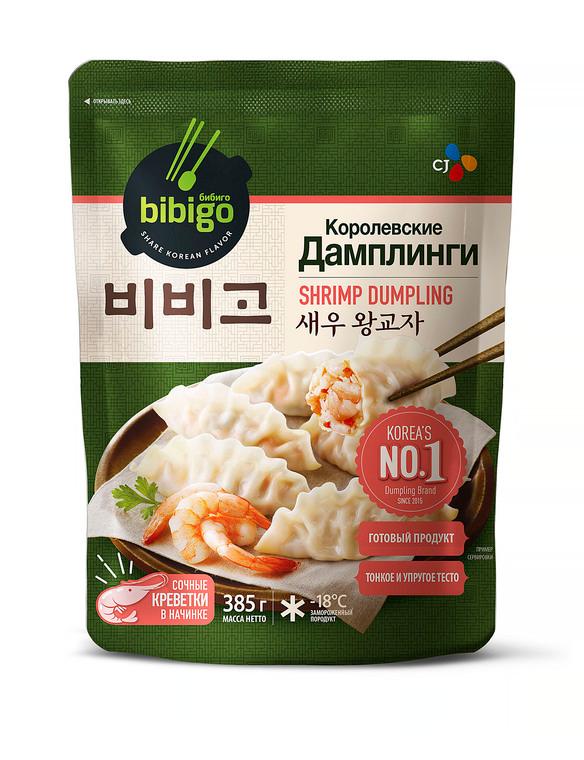 ОТКРЫВАТЬ ЗДЕСЬ
бибиго
bibigo
SHARE KOREAN FLAVOR
CJ
비비고
Королевские
Дамплинги
SHRIMP DUMPLING
새우 왕교자
KOREA'S
NO.1
Dumpling Brand
SINCE 2015
ГОТОВЫЙ ПРОДУКТ
ПРИМЕР
СЕРВИРОВКИ
ТОНКОЕ И УПРУГОЕ ТЕСТО
СОЧНЫЕ
КРЕВЕТКИ
В НАЧИНКЕ
385 г
МАССА НЕТТО
-18°C
ЗАМОРОЖЕННЫЙ
ПОРОДУКТ